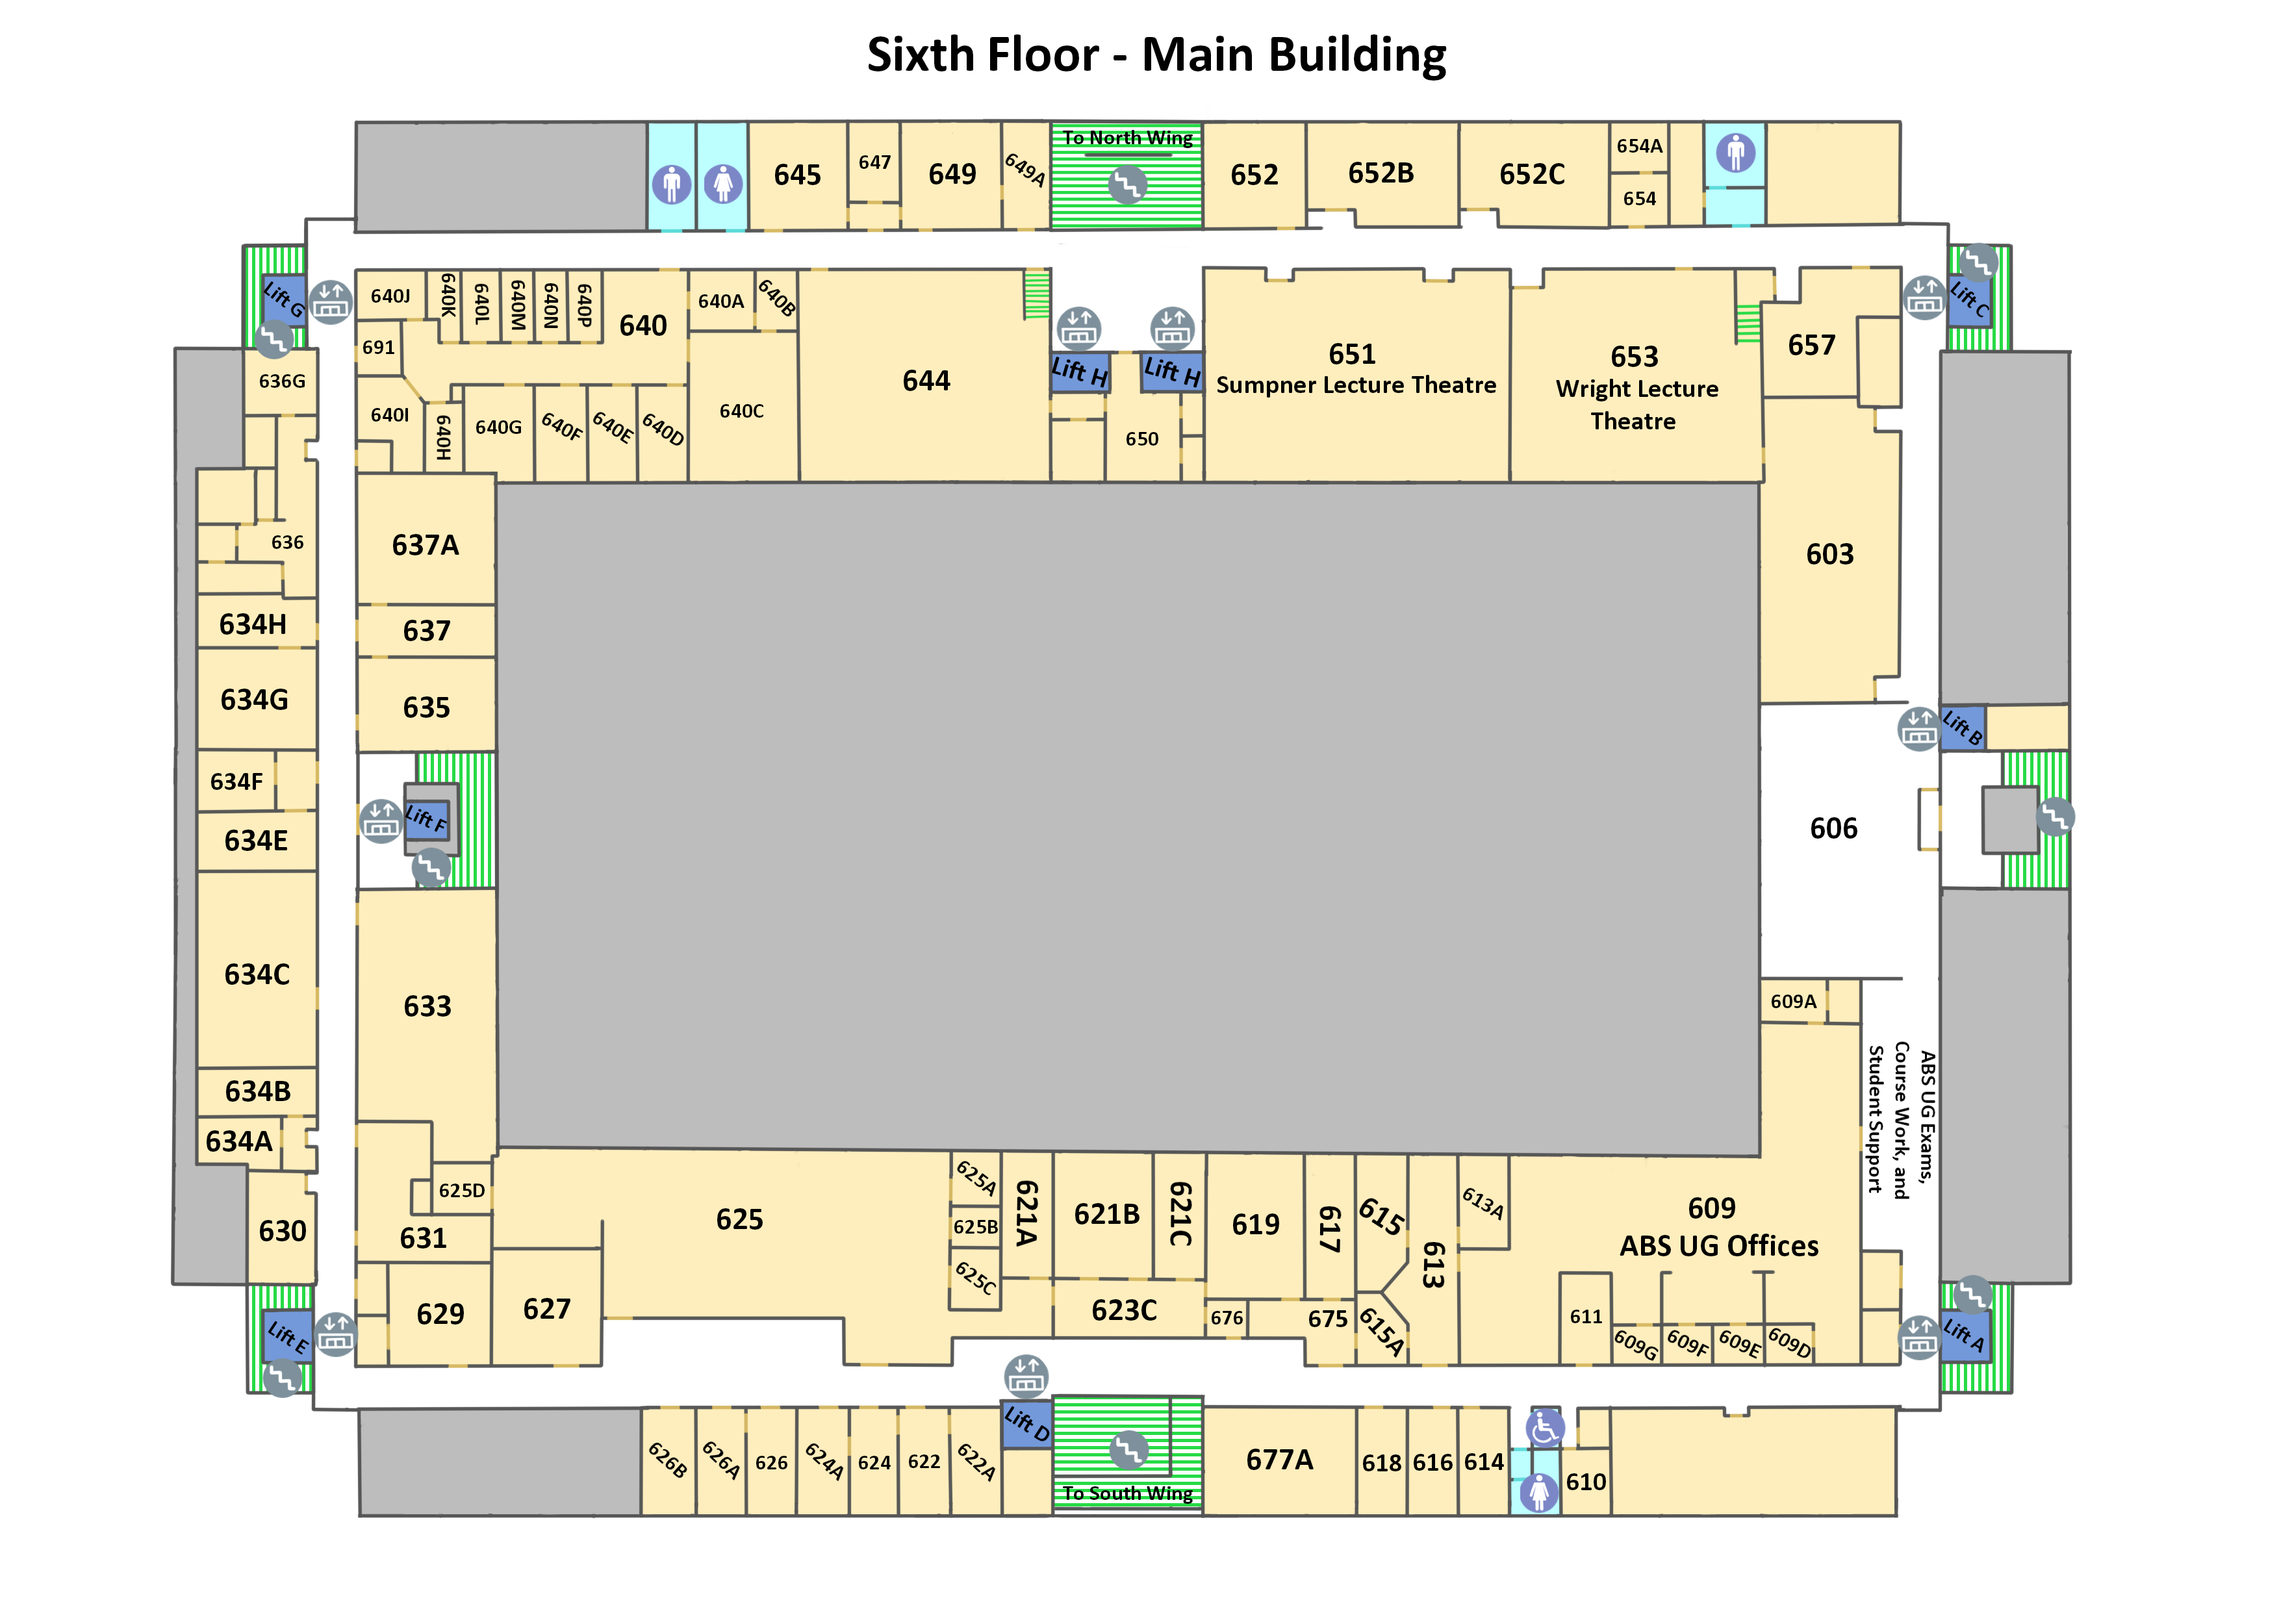 Sixth Floor - Main Building
To North Wing
645
647
649
649A
652
652B
652C
654A
654
Lift G
640J
640K
640L
640M
640N
640P
640
640A
640B
691
640I
640H
640G
640F
640E
640D
640C
644
Lift H
Lift H
650
651
Sumpner Lecture Theatre
653
Wright Lecture
Theatre
657
Lift C
636G
636
637A
603
634H
637
634G
635
Lift B
634F
Lift F
634E
606
634C
633
609A
634B
634A
ABS UG Exams,
Course Work, and
Student Support
625D
630
631
625
625A
625B
625C
621A
621B
621C
619
617
615
613
613A
609
ABS UG Offices
Lift E
629
627
623C
676
675
615A
611
609G
609F
609E
609D
Lift A
626B
626A
626
624A
624
622
622A
Lift D
To South Wing
677A
618
616
614
610